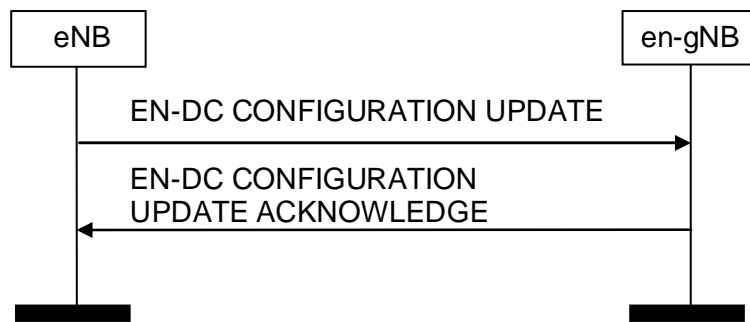 eNB
en-gNB
EN-DC CONFIGURATION UPDATE
EN-DC CONFIGURATION
UPDATE ACKNOWLEDGE